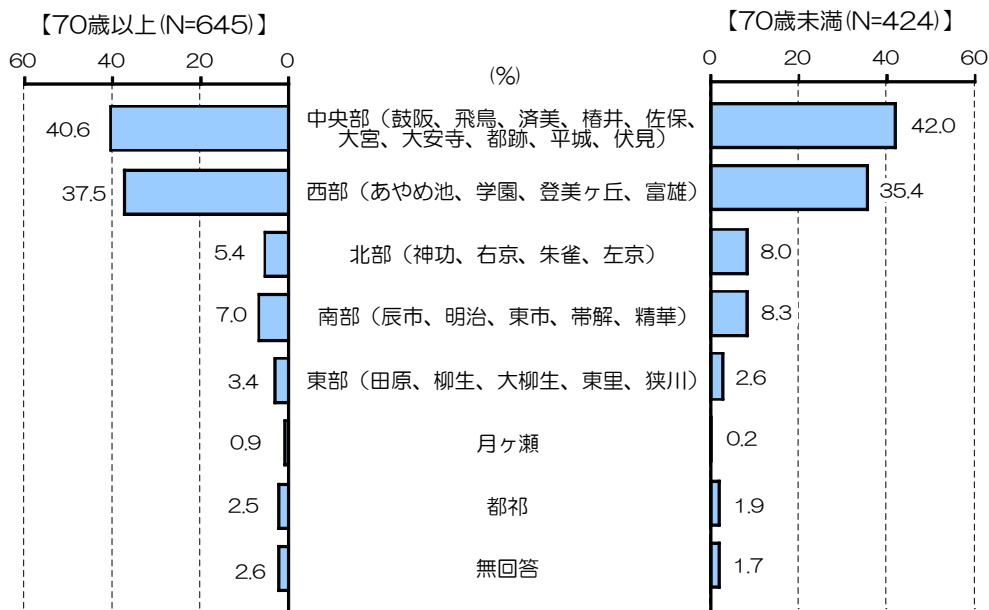 【70歳以上(N=645)】
【70歳未満(N=424)】
60 40 20 0
(%)
0 20 40 60
40.6 中央部（鼓阪、飛鳥、済美、椿井、佐保、 42.0
大宮、大安寺、都跡、平城、伏見）
37.5 西部（あやめ池、学園、登美ヶ丘、富雄） 35.4
5.4 北部（神功、右京、朱雀、左京） 8.0
7.0 南部（辰市、明治、東市、帯解、精華） 8.3
3.4 東部（田原、柳生、大柳生、東里、狭川） 2.6
0.9 月ヶ瀬 0.2
2.5 都祁 1.9
2.6 無回答 1.7